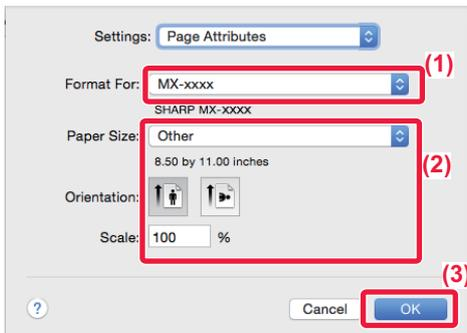 Settings: Page Attributes
(1)
Format For: MX-xxxx
SHARP MX-xxxx
Paper Size: Other
8.50 by 11.00 inches
(2)
Orientation:
Scale: 100 %
(3)
? Cancel OK